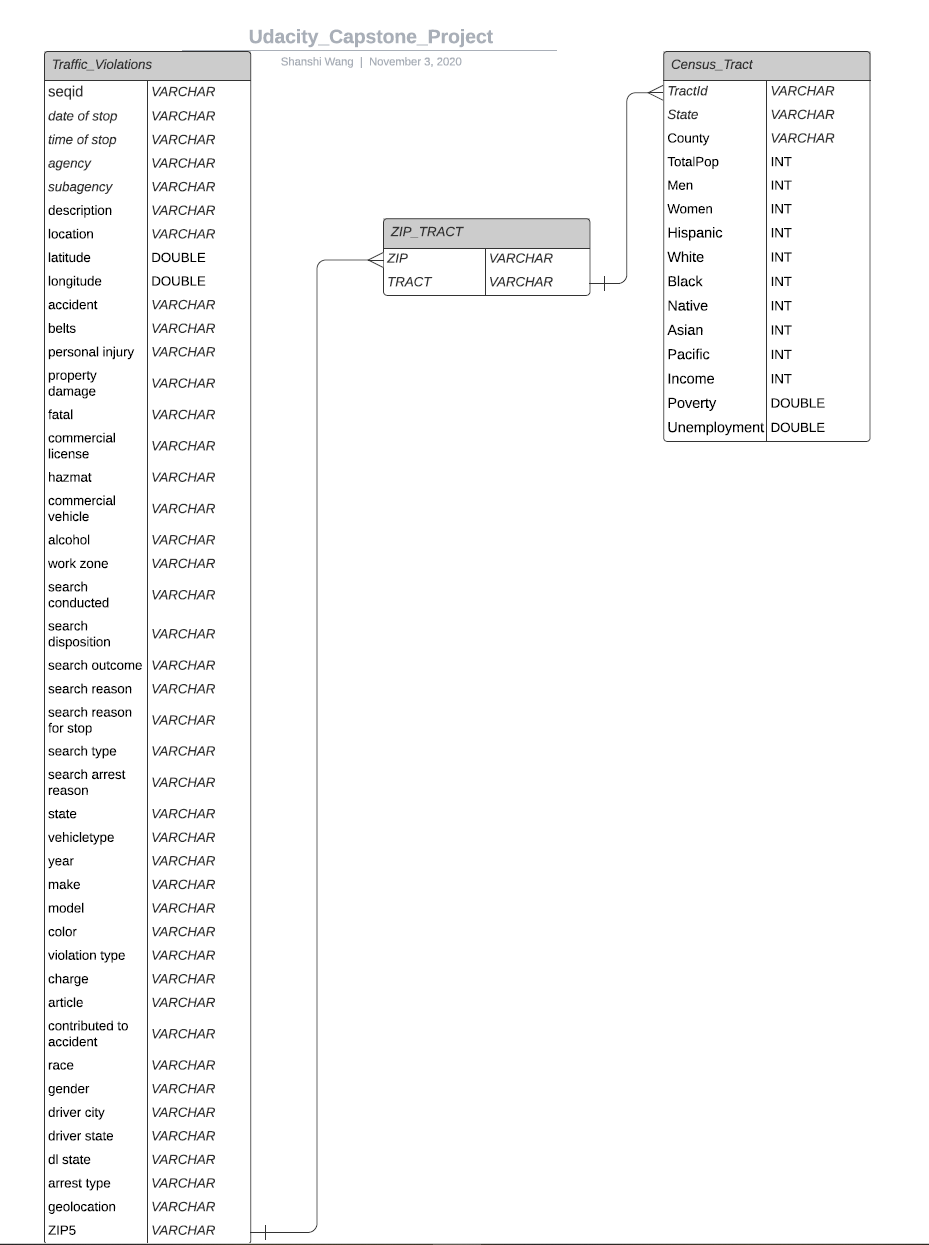 Udacity_Capstone_Project
Shanshi Wang | November 3, 2020
Traffic_Violations
seqid VARCHAR
date of stop VARCHAR
time of stop VARCHAR
agency VARCHAR
subagency VARCHAR
description VARCHAR
location VARCHAR
latitude DOUBLE
longitude DOUBLE
accident VARCHAR
belts VARCHAR
personal injury VARCHAR
property
damage VARCHAR
fatal VARCHAR
commercial
license VARCHAR
hazmat VARCHAR
commercial
vehicle VARCHAR
alcohol VARCHAR
work zone VARCHAR
search
conducted VARCHAR
search
disposition VARCHAR
search outcome VARCHAR
search reason VARCHAR
search reason
for stop VARCHAR
search type VARCHAR
search arrest
reason VARCHAR
state VARCHAR
vehicletype VARCHAR
year VARCHAR
make VARCHAR
model VARCHAR
color VARCHAR
violation type VARCHAR
charge VARCHAR
article VARCHAR
contributed to
accident VARCHAR
race VARCHAR
gender VARCHAR
driver city VARCHAR
driver state VARCHAR
dl state VARCHAR
arrest type VARCHAR
geolocation VARCHAR
ZIP5 VARCHAR
ZIP_TRACT
ZIP VARCHAR
TRACT VARCHAR
Census_Tract
TractId VARCHAR
State VARCHAR
County VARCHAR
TotalPop INT
Men INT
Women INT
Hispanic INT
White INT
Black INT
Native INT
Asian INT
Pacific INT
Income INT
Poverty DOUBLE
Unemployment DOUBLE